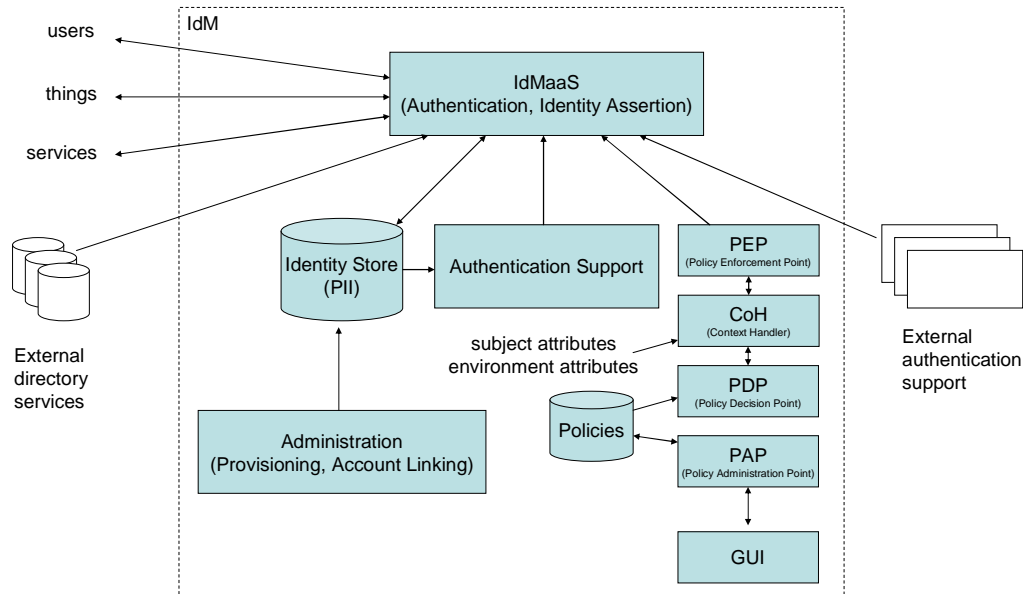 IdM
users
things
services
IdMaaS
(Authentication, Identity Assertion)
Identity Store
(PII)
Authentication Support
PEP
(Policy Enforcement Point)
CoH
(Context Handler)
subject attributes
environment attributes
PDP
(Policy Decision Point)
Policies
PAP
(Policy Administration Point)
GUI
External
directory
services
Administration
(Provisioning, Account Linking)
External
authentication
support